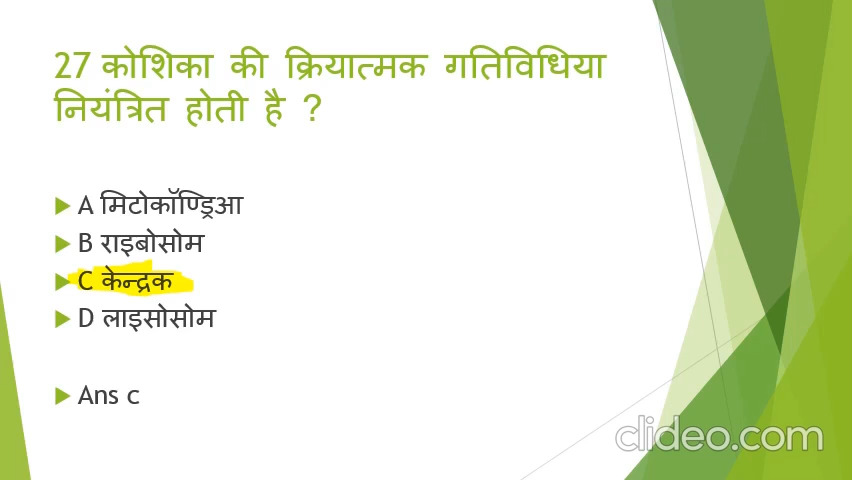 27 कोशिका की क्रियात्मक गतिविधिया
नियंत्रित होती है ?
A मिटोकॉण्ड्रिआ
B राइबोसोम
C केन्द्रक
D लाइसोसोम
Ans c
clideo.com